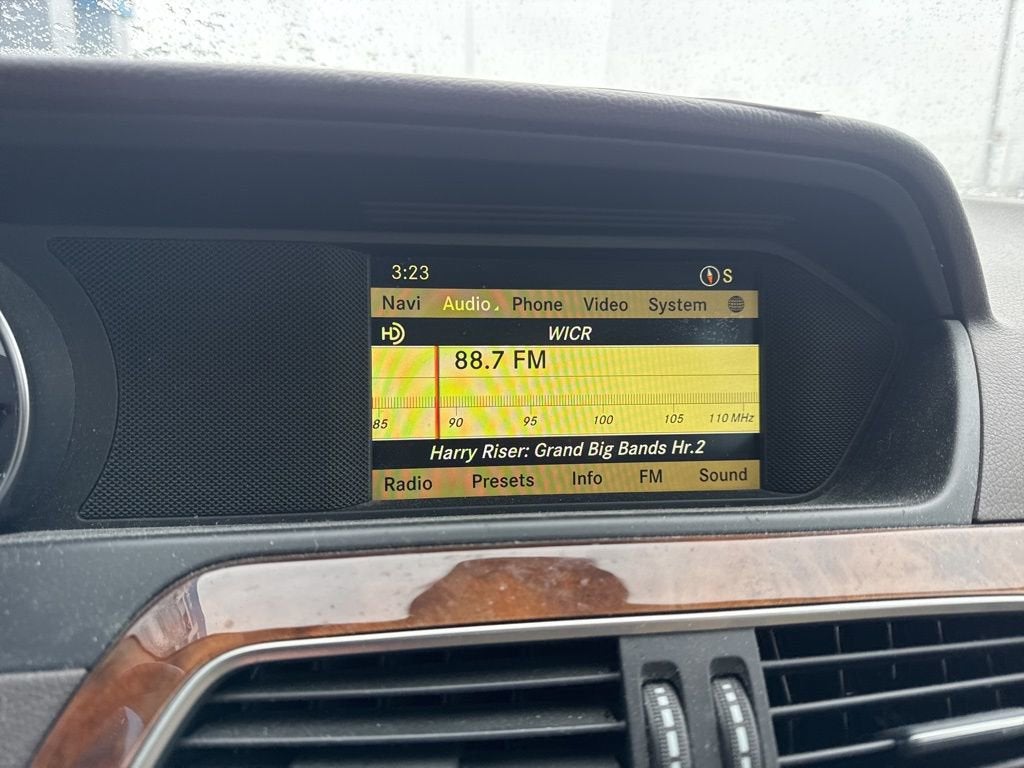 3:23 S
Navi Audio Phone Video System
HD WICR
88.7 FM
85 90 95 100 105 110 MHz
Harry Riser: Grand Big Bands Hr.2
Radio Presets Info FM Sound